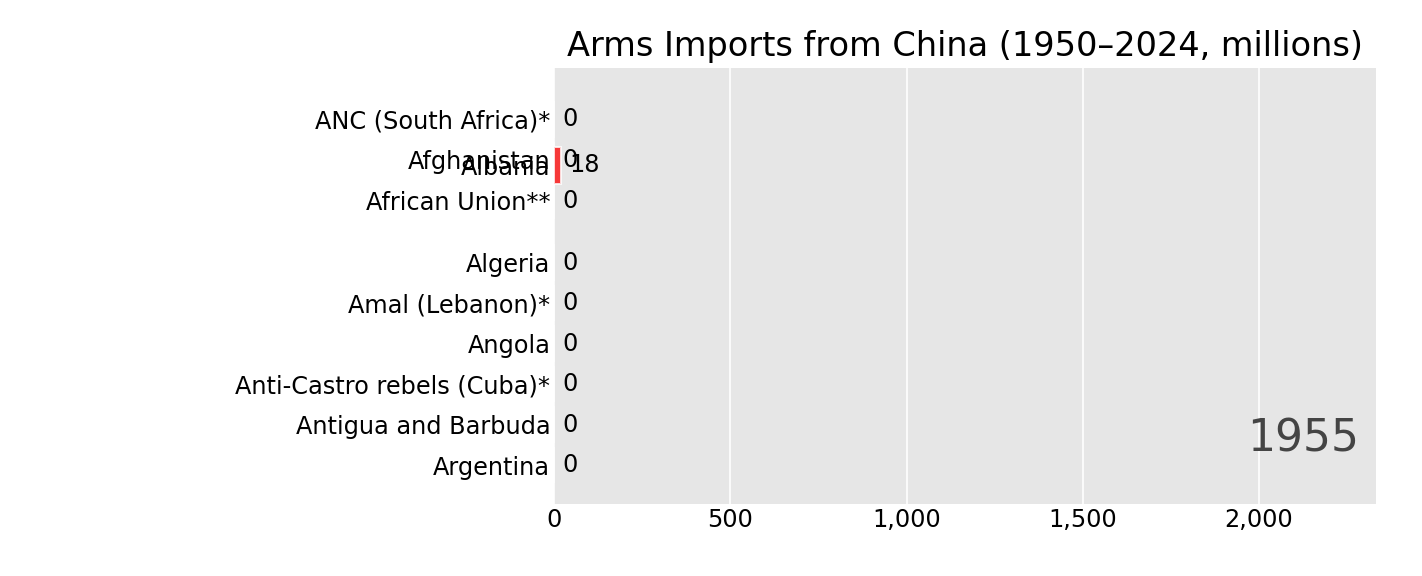 Arms Imports from China (1950–2024, millions)
ANC (South Africa)* 0
Afghanistan 0
Albania 18
African Union** 0
Algeria 0
Amal (Lebanon)* 0
Angola 0
Anti-Castro rebels (Cuba)* 0
Antigua and Barbuda 0
Argentina 0
1955
0 500 1,000 1,500 2,000